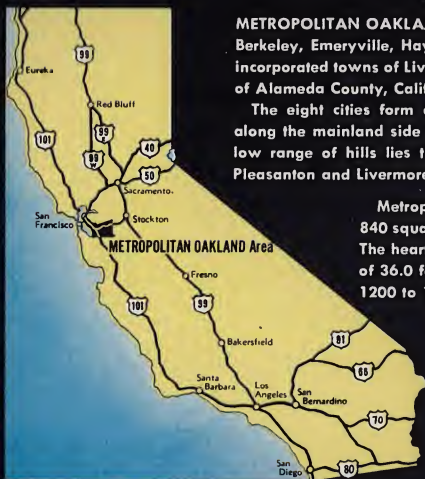 METROPOLITAN OAKLA
Berkeley, Emeryville, Hay
incorporated towns of Liv
of Alameda County, Calif
The eight cities form
along the mainland side
low range of hills lies t
Pleasanton and Livermore
Metrop
840 squa
The hear
of 36.0 f
1200 to
99
Eureka
Red Bluff
101
99 E
99 W
40
50
Sacramento
San
Francisco
Stockton
METROPOLITAN OAKLAND Area
Fresno
101
99
Bakersfield
91
66
Santa
Barbara
Los
Angeles
San
Bernardino
70
San
Diego
80